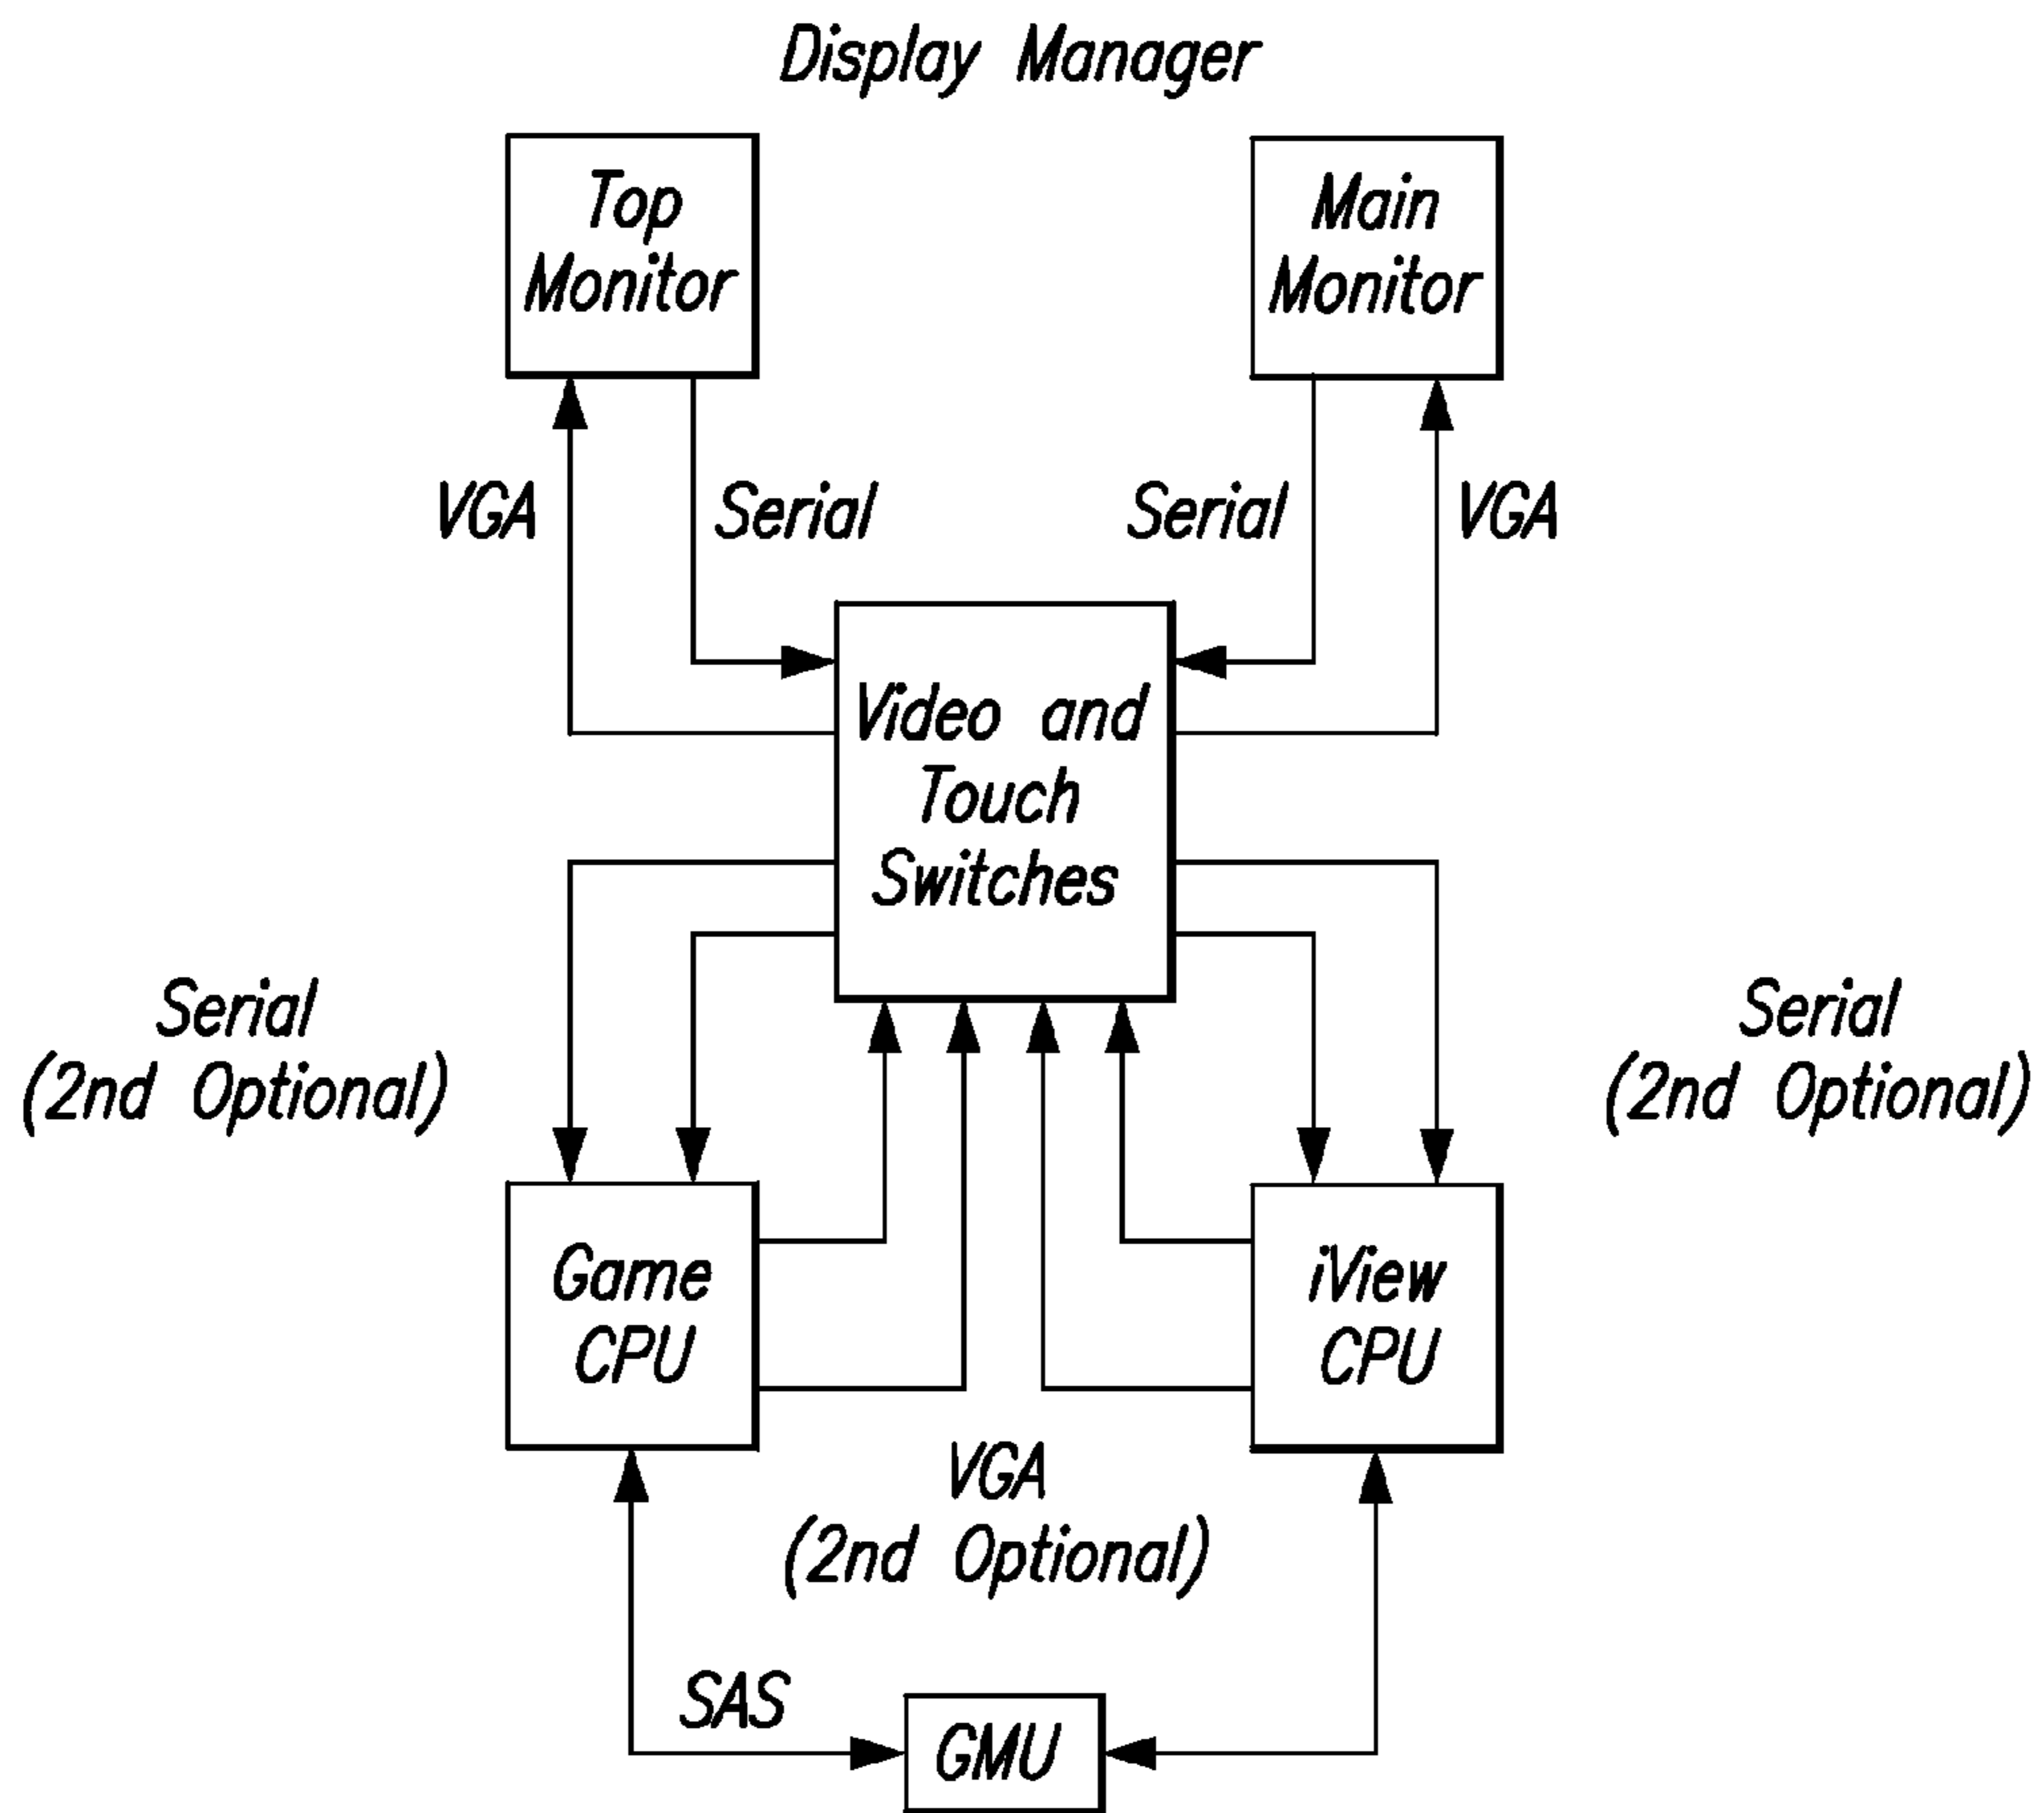 Display Manager
Top
Monitor
Main
Monitor
VGA
Serial
Serial
VGA
Video and
Touch
Switches
Serial
(2nd Optional)
Serial
(2nd Optional)
Game
CPU
iView
CPU
VGA
(2nd Optional)
SAS
GMU